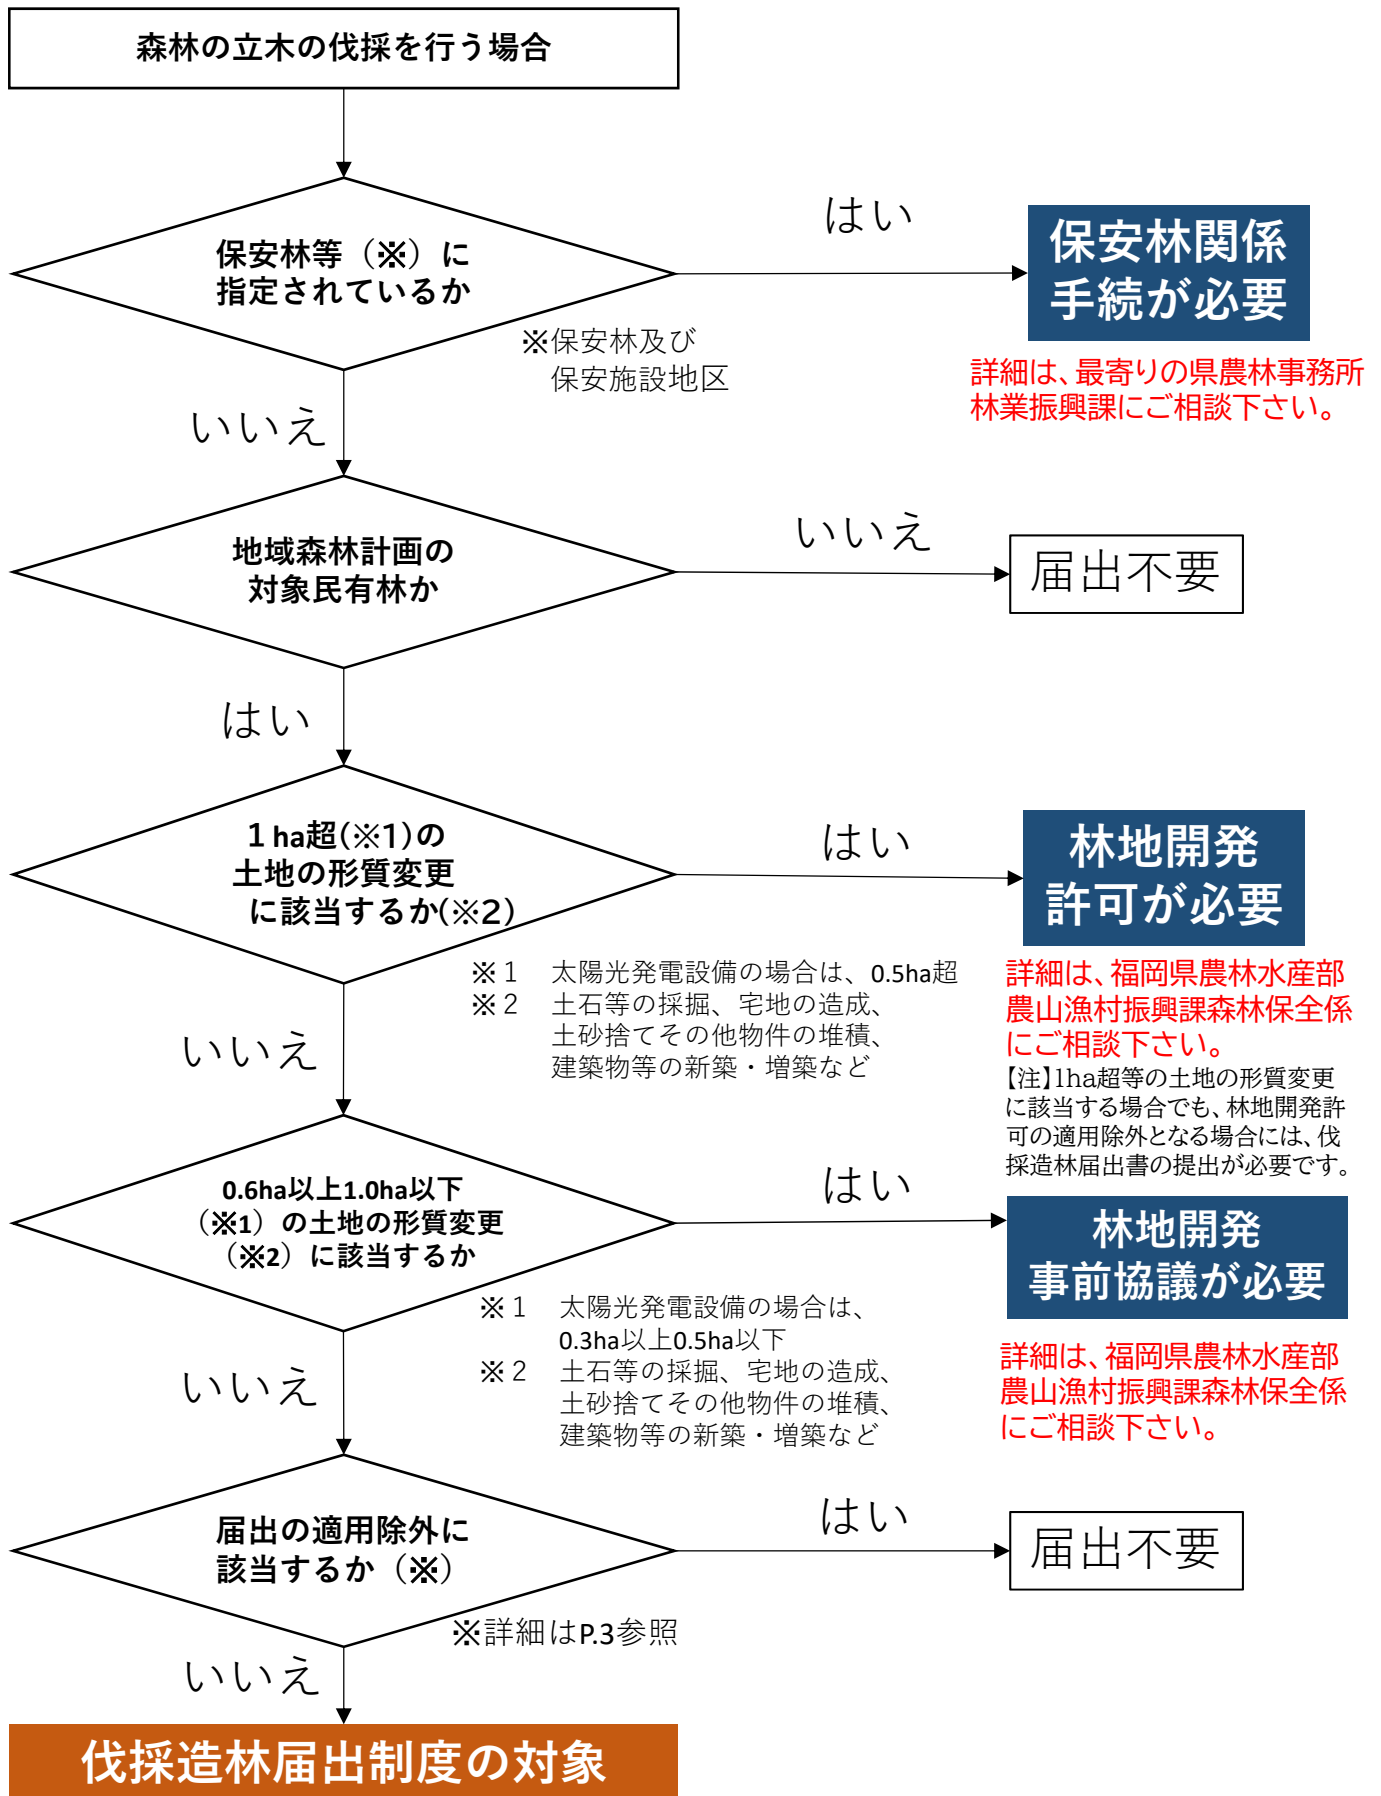 森林の立木の伐採を行う場合
はい
保安林等（※）に
指定されているか
保安林関係
手続が必要
※保安林及び
保安施設地区
詳細は、最寄りの県農林事務所
林業振興課にご相談下さい。
いいえ
地域森林計画の
対象民有林か
いいえ
届出不要
はい
１ha超(※1)の
土地の形質変更
に該当するか(※2)
はい
林地開発
許可が必要
※１　太陽光発電設備の場合は、0.5ha超
※２　土石等の採掘、宅地の造成、
土砂捨てその他物件の堆積、
建築物等の新築・増築など
詳細は、福岡県農林水産部
農山漁村振興課森林保全係
にご相談下さい。
【注】1ha超等の土地の形質変更
に該当する場合でも、林地開発許
可の適用除外となる場合には、伐
採造林届出書の提出が必要です。
いいえ
0.6ha以上1.0ha以下
（※1）の土地の形質変更
（※2）に該当するか
はい
林地開発
事前協議が必要
※１　太陽光発電設備の場合は、
0.3ha以上0.5ha以下
※２　土石等の採掘、宅地の造成、
土砂捨てその他物件の堆積、
建築物等の新築・増築など
詳細は、福岡県農林水産部
農山漁村振興課森林保全係
にご相談下さい。
いいえ
届出の適用除外に
該当するか（※）
はい
届出不要
※詳細はP.3参照
いいえ
伐採造林届出制度の対象